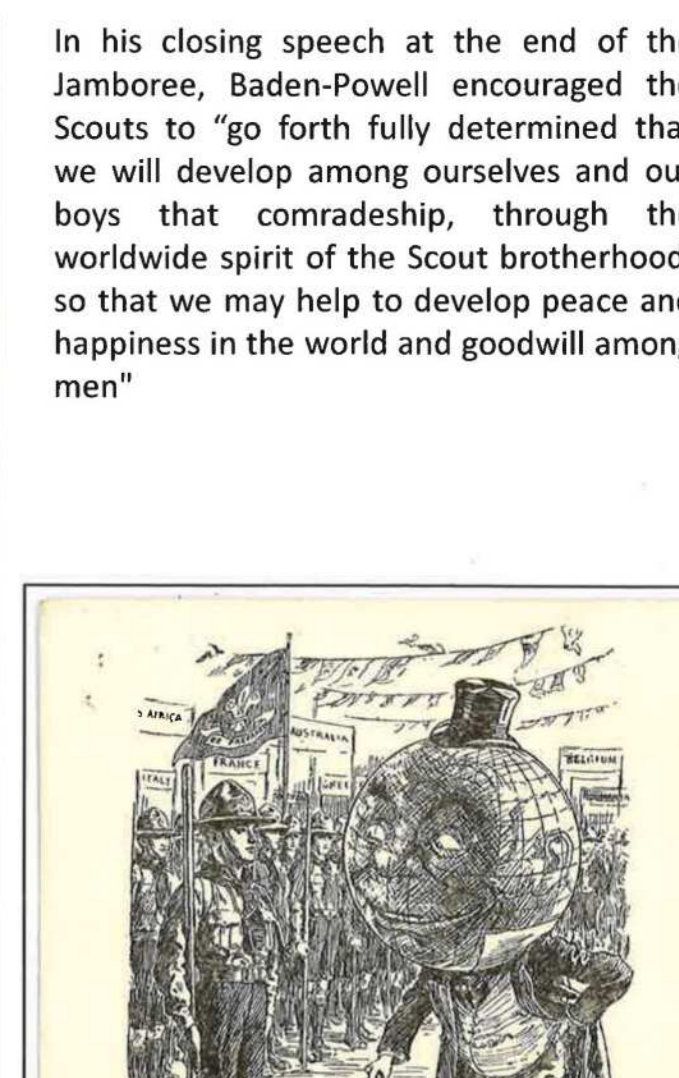 In his closing speech at the end of th
Jamboree, Baden-Powell encouraged th
Scouts to “go forth fully determined tha
we will develop among ourselves and ou
boys that comradeship, through th
worldwide spirit of the Scout brotherhood
so that we may help to develop peace and
happiness in the world and goodwill among
men"
AFRICA
AUSTRALIA
FRANCE
ITALY
BELGIUM